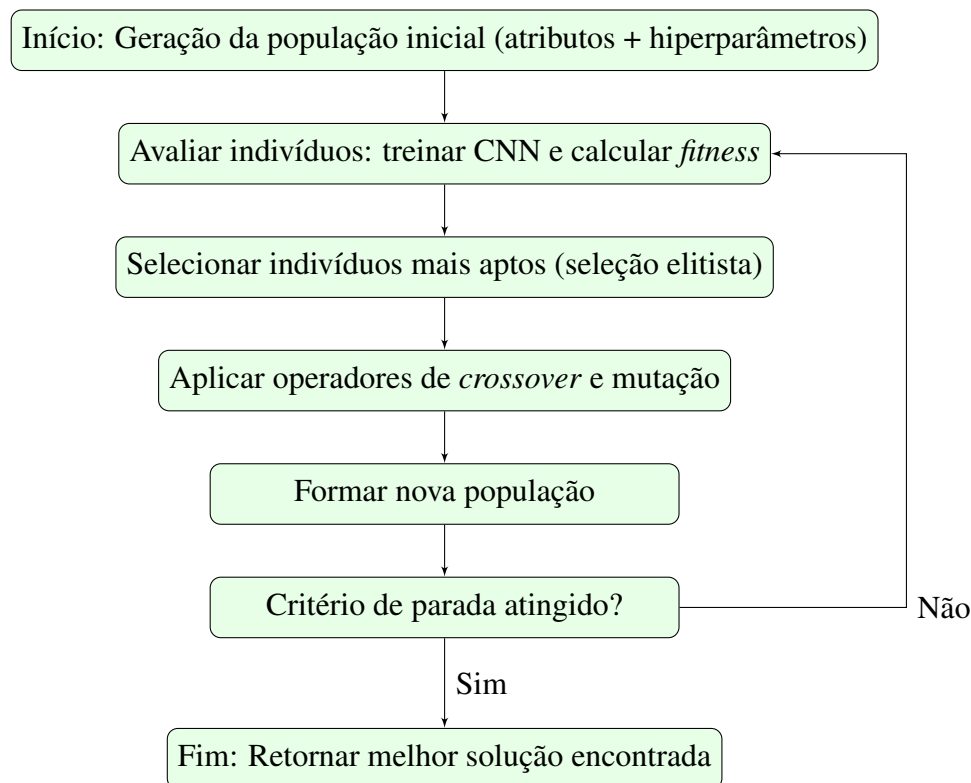 Início: Geração da população inicial (atributos + hiperparâmetros)
Avaliar indivíduos: treinar CNN e calcular fitness
Selecionar indivíduos mais aptos (seleção elitista)
Aplicar operadores de crossover e mutação
Formar nova população
Critério de parada atingido?
Não
Sim
Fim: Retornar melhor solução encontrada